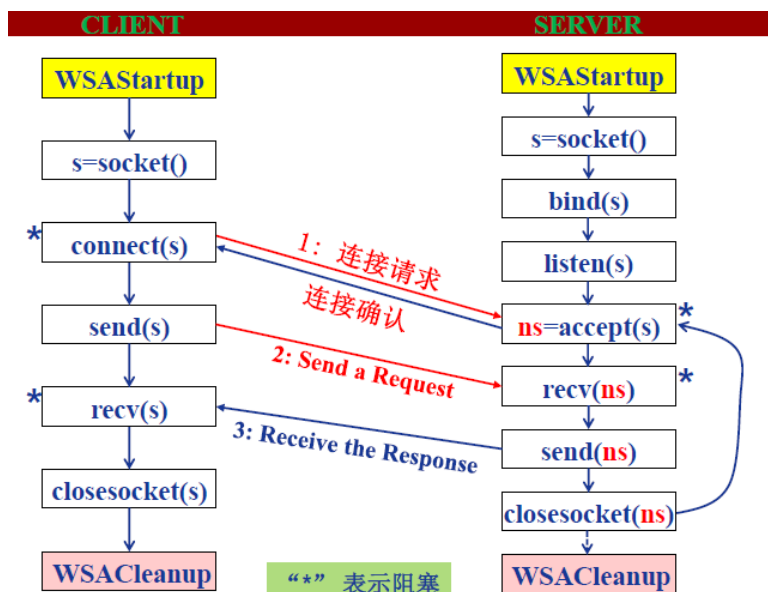 CLIENT
SERVER
WSAStartup
s=socket()
* connect(s)
send(s)
* recv(s)
closesocket(s)
WSACleanup
1：连接请求
连接确认
2: Send a Request
3: Receive the Response
WSAStartup
s=socket()
bind(s)
listen(s)
ns=accept(s) *
recv(ns) *
send(ns)
closesocket(ns)
WSACleanup
“*” 表示阻塞